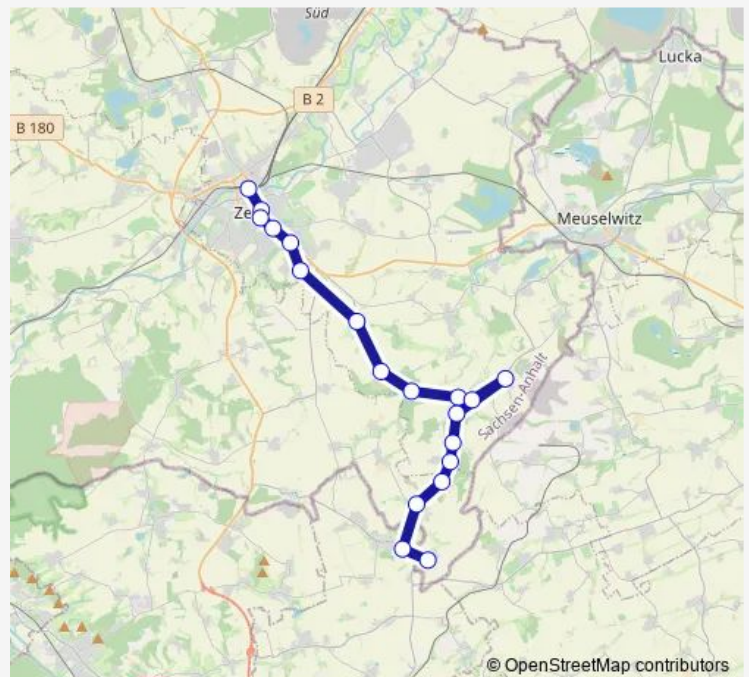 Süd
Lucka
B 2
B 180
Ze
Meuselwitz
Sachsen-Anhalt
© OpenStreetMap contributors